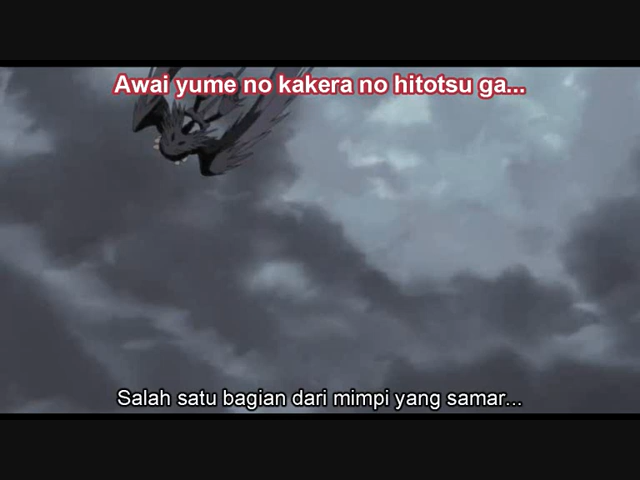 Awai yume no kakera no hitotsu ga...
Salah satu bagian dari mimpi yang samar...